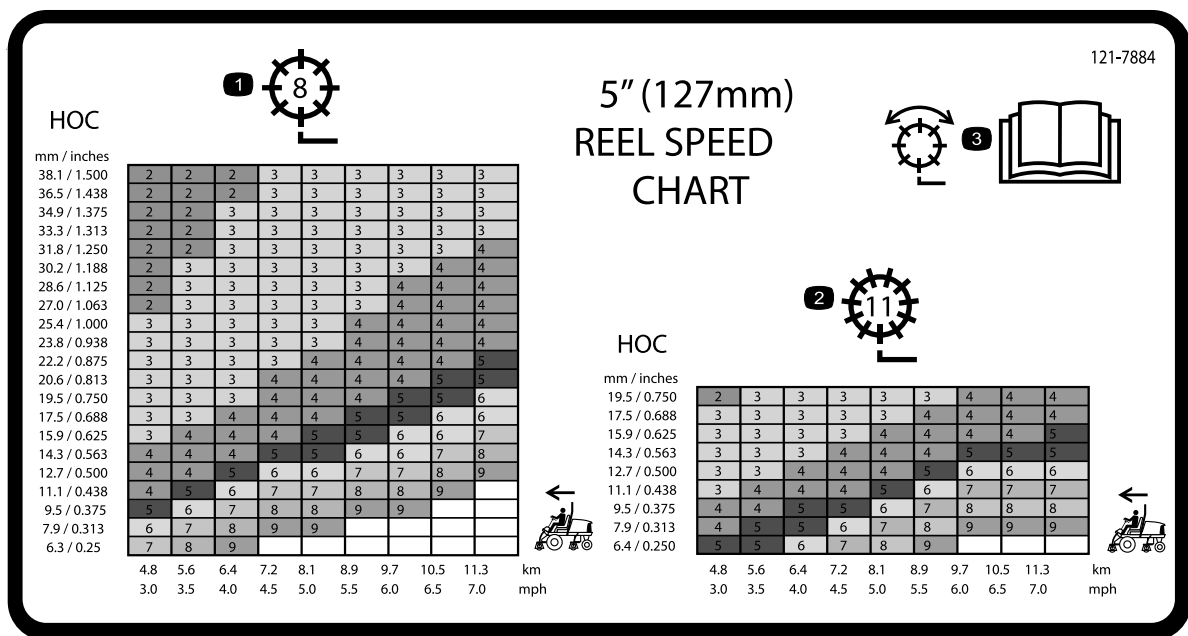 121-7884
1
8
5” (127mm)
REEL SPEED
CHART
3
HOC
mm / inches
38.1 / 1.500 2 2 2 3 3 3 3 3 3
36.5 / 1.438 2 2 2 3 3 3 3 3 3
34.9 / 1.375 2 2 3 3 3 3 3 3 3
33.3 / 1.313 2 2 3 3 3 3 3 3 3
31.8 / 1.250 2 2 3 3 3 3 3 3 4
30.2 / 1.188 2 3 3 3 3 3 3 4 4
28.6 / 1.125 2 3 3 3 3 3 4 4 4
27.0 / 1.063 2 3 3 3 3 3 4 4 4
25.4 / 1.000 3 3 3 3 3 4 4 4 4
23.8 / 0.938 3 3 3 3 3 4 4 4 4
22.2 / 0.875 3 3 3 3 4 4 4 4 5
20.6 / 0.813 3 3 3 4 4 4 4 5 5
19.5 / 0.750 3 3 3 4 4 4 5 5 6
17.5 / 0.688 3 3 4 4 4 5 5 6 6
15.9 / 0.625 3 4 4 4 5 5 6 6 7
14.3 / 0.563 4 4 4 5 5 6 6 7 8
12.7 / 0.500 4 4 5 6 6 7 7 8 9
11.1 / 0.438 4 5 6 7 7 8 8 9
9.5 / 0.375 5 6 7 8 8 9 9
7.9 / 0.313 6 7 8 9 9
6.3 / 0.25 7 8 9
4.8 5.6 6.4 7.2 8.1 8.9 9.7 10.5 11.3 km
3.0 3.5 4.0 4.5 5.0 5.5 6.0 6.5 7.0 mph
2
11
HOC
mm / inches
19.5 / 0.750 2 3 3 3 3 3 4 4 4
17.5 / 0.688 3 3 3 3 3 4 4 4 4
15.9 / 0.625 3 3 3 3 4 4 4 4 5
14.3 / 0.563 3 3 3 4 4 4 5 5 5
12.7 / 0.500 3 3 4 4 4 5 6 6 6
11.1 / 0.438 3 4 4 4 5 6 7 7 7
9.5 / 0.375 4 4 5 5 6 7 8 8 8
7.9 / 0.313 4 5 5 6 7 8 9 9 9
6.4 / 0.250 5 5 6 7 8 9
4.8 5.6 6.4 7.2 8.1 8.9 9.7 10.5 11.3 km
3.0 3.5 4.0 4.5 5.0 5.5 6.0 6.5 7.0 mph